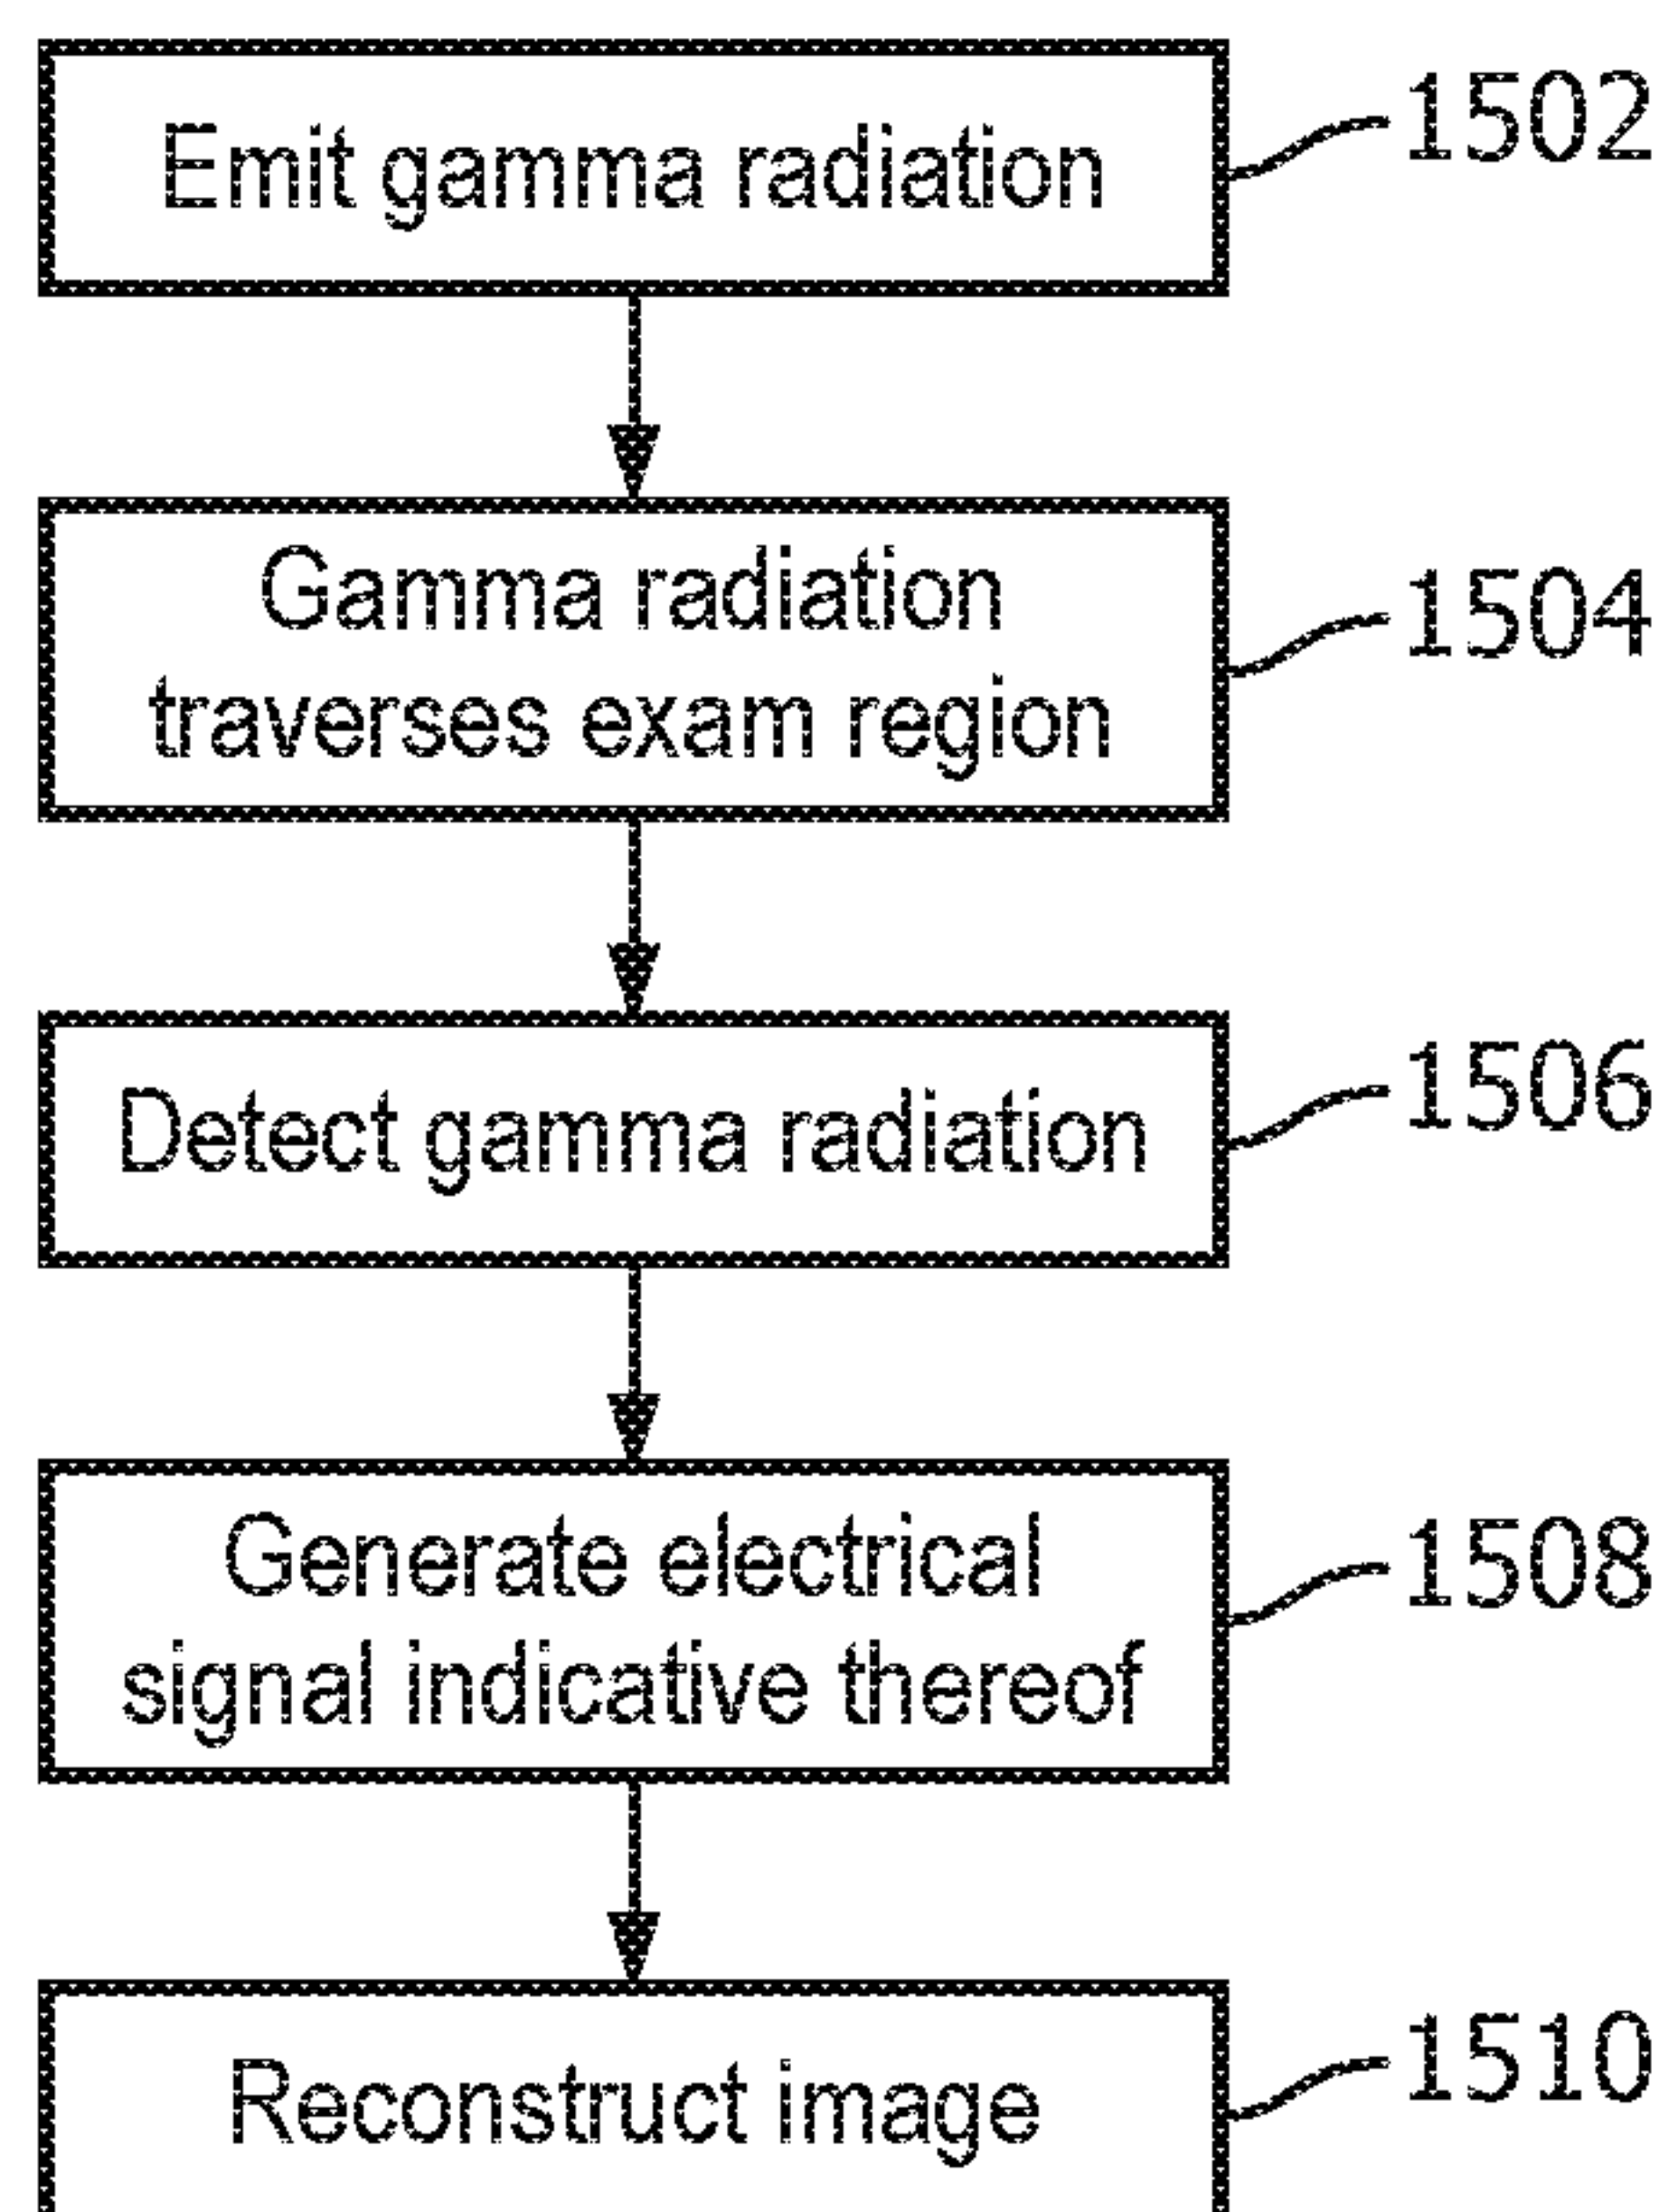 Emit gamma radiation
1502
Gamma radiation
traverses exam region
1504
Detect gamma radiation
1506
Generate electrical
signal indicative thereof
1508
Reconstruct image
1510